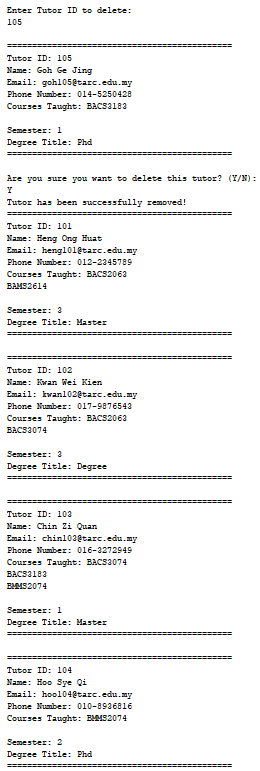 Enter Tutor ID to delete:
105
=============================================
Tutor ID: 105
Name: Goh Ge Jing
Email: goh105@tarc.edu.my
Phone Number: 014-5250428
Courses Taught: BACS3183
Semester: 1
Degree Title: Phd
=============================================
Are you sure you want to delete this tutor? (Y/N):
Y
Tutor has been successfully removed!
=============================================
Tutor ID: 101
Name: Heng Ong Huat
Email: heng101@tarc.edu.my
Phone Number: 012-2345789
Courses Taught: BACS2063
BAMS2614
Semester: 3
Degree Title: Master
=============================================
=============================================
Tutor ID: 102
Name: Kwan Wei Kien
Email: kwan102@tarc.edu.my
Phone Number: 017-9876543
Courses Taught: BACS2063
BACS3074
Semester: 3
Degree Title: Degree
=============================================
=============================================
Tutor ID: 103
Name: Chin Zi Quan
Email: chin103@tarc.edu.my
Phone Number: 016-3272949
Courses Taught: BACS3074
BACS3183
BMMS2074
Semester: 1
Degree Title: Master
=============================================
=============================================
Tutor ID: 104
Name: Hoo Sye Qi
Email: hoo104@tarc.edu.my
Phone Number: 010-8936816
Courses Taught: BMMS2074
Semester: 2
Degree Title: Phd
=============================================